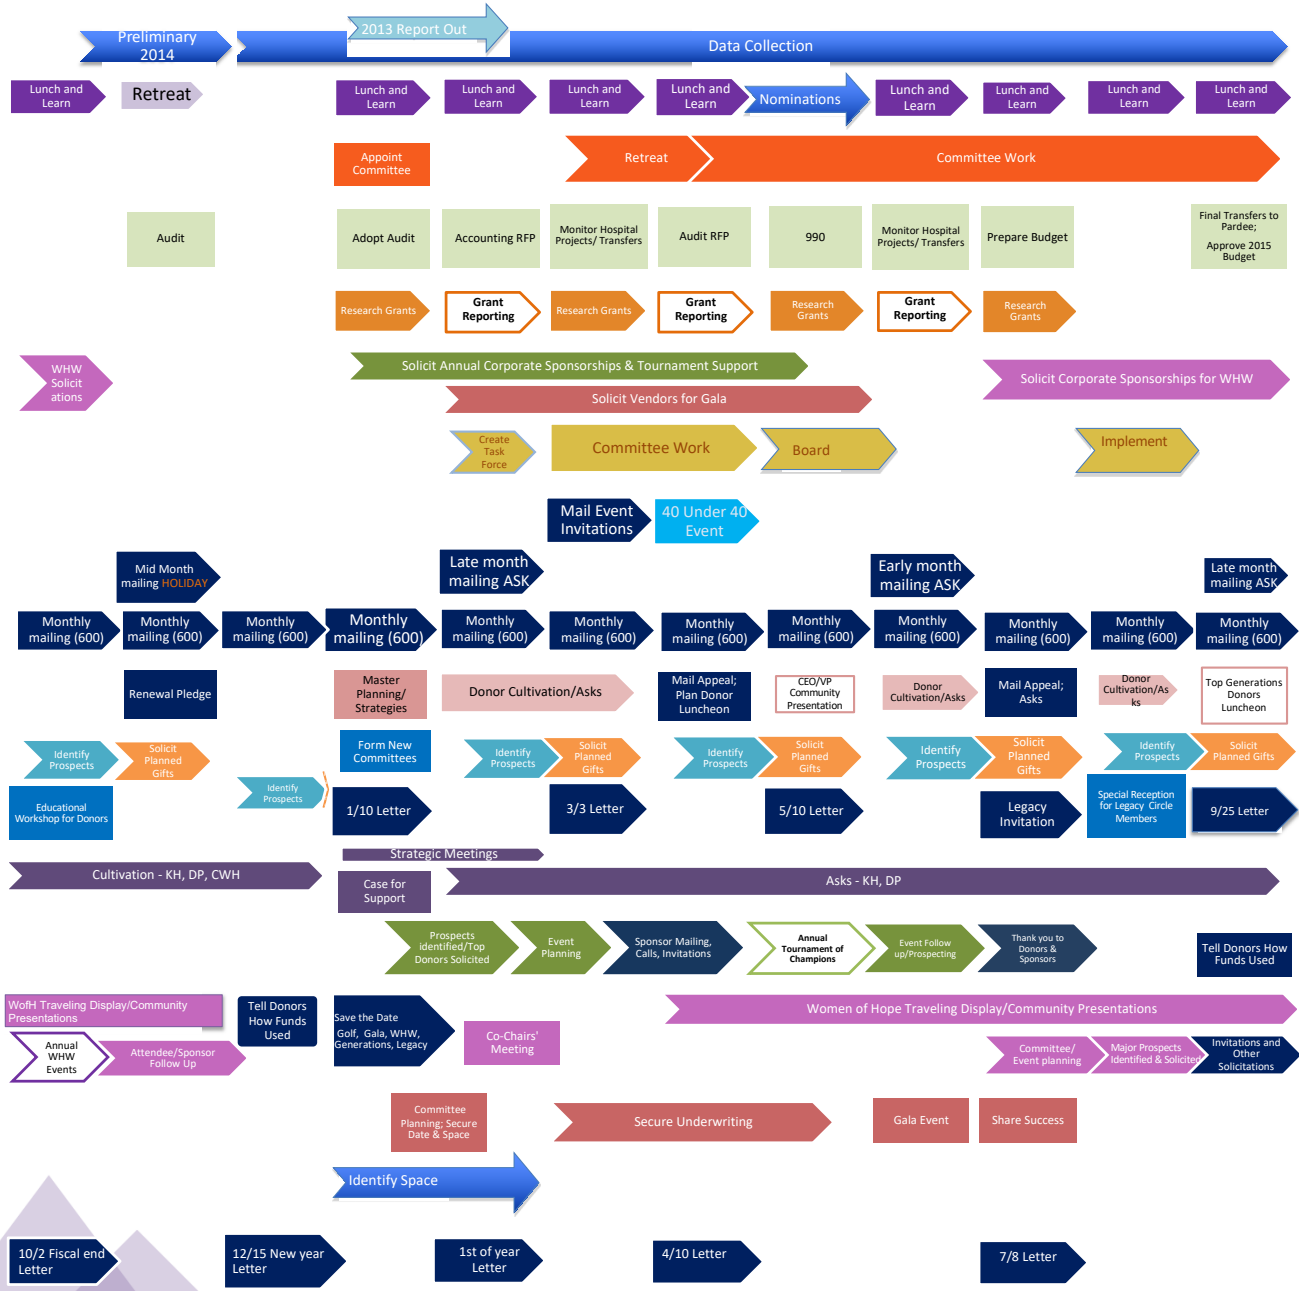 2013 Report Out
Preliminary
2014
Data Collection
Lunch and
Learn
Retreat
Lunch and
Learn
Lunch and
Learn
Lunch and
Learn
Lunch and
Learn
Nominations
Lunch and
Learn
Lunch and
Learn
Lunch and
Learn
Lunch and
Learn
Appoint
Committee
Retreat
Committee Work
Audit
Adopt Audit
Accounting RFP
Monitor Hospital
Projects/ Transfers
Audit RFP
990
Monitor Hospital
Projects/ Transfers
Prepare Budget
Final Transfers to
Pardee;
Approve 2015
Budget
Research Grants
Grant
Reporting
Research Grants
Grant
Reporting
Research
Grants
Grant
Reporting
Research
Grants
WHW
Solicit
ations
Solicit Annual Corporate Sponsorships & Tournament Support
Solicit Corporate Sponsorships for WHW
Solicit Vendors for Gala
Create
Task
Force
Committee Work
Board
Implement
Mail Event
Invitations
40 Under 40
Event
Mid Month
mailing HOLIDAY
Late month
mailing ASK
Early month
mailing ASK
Late month
mailing ASK
Monthly
mailing (600)
Monthly
mailing (600)
Monthly
mailing (600)
Monthly
mailing (600)
Monthly
mailing (600)
Monthly
mailing (600)
Monthly
mailing (600)
Monthly
mailing (600)
Monthly
mailing (600)
Monthly
mailing (600)
Monthly
mailing (600)
Monthly
mailing (600)
Renewal Pledge
Master
Planning/
Strategies
Donor Cultivation/Asks
Mail Appeal;
Plan Donor
Luncheon
CEO/VP
Community
Presentation
Donor
Cultivation/Asks
Mail Appeal;
Asks
Donor
Cultivation/As
ks
Top Generations
Donors
Luncheon
Identify
Prospects
Solicit
Planned
Gifts
Identify
Prospects
Form New
Committees
Identify
Prospects
Solicit
Planned
Gifts
Identify
Prospects
Solicit
Planned
Gifts
Identify
Prospects
Solicit
Planned
Gifts
Identify
Prospects
Solicit
Planned Gifts
Educational
Workshop for Donors
1/10 Letter
3/3 Letter
5/10 Letter
Legacy
Invitation
Special Reception
for Legacy Circle
Members
9/25 Letter
Strategic Meetings
Cultivation - KH, DP, CWH
Case for
Support
Asks - KH, DP
Prospects
identified/Top
Donors Solicited
Event
Planning
Sponsor Mailing,
Calls, Invitations
Annual
Tournament of
Champions
Event Follow
up/Prospecting
Thank you to
Donors &
Sponsors
Tell Donors How
Funds Used
WofH Traveling Display/Community
Presentations
Tell Donors
How Funds
Used
Save the Date
Golf, Gala, WHW,
Generations, Legacy
Women of Hope Traveling Display/Community Presentations
Annual
WHW
Events
Attendee/Sponsor
Follow Up
Co-Chairs'
Meeting
Committee/
Event planning
Major Prospects
Identified & Solicited
Invitations and
Other
Solicitations
Committee
Planning; Secure
Date & Space
Secure Underwriting
Gala Event
Share Success
Identify Space
10/2 Fiscal end
Letter
12/15 New year
Letter
1st of year
Letter
4/10 Letter
7/8 Letter